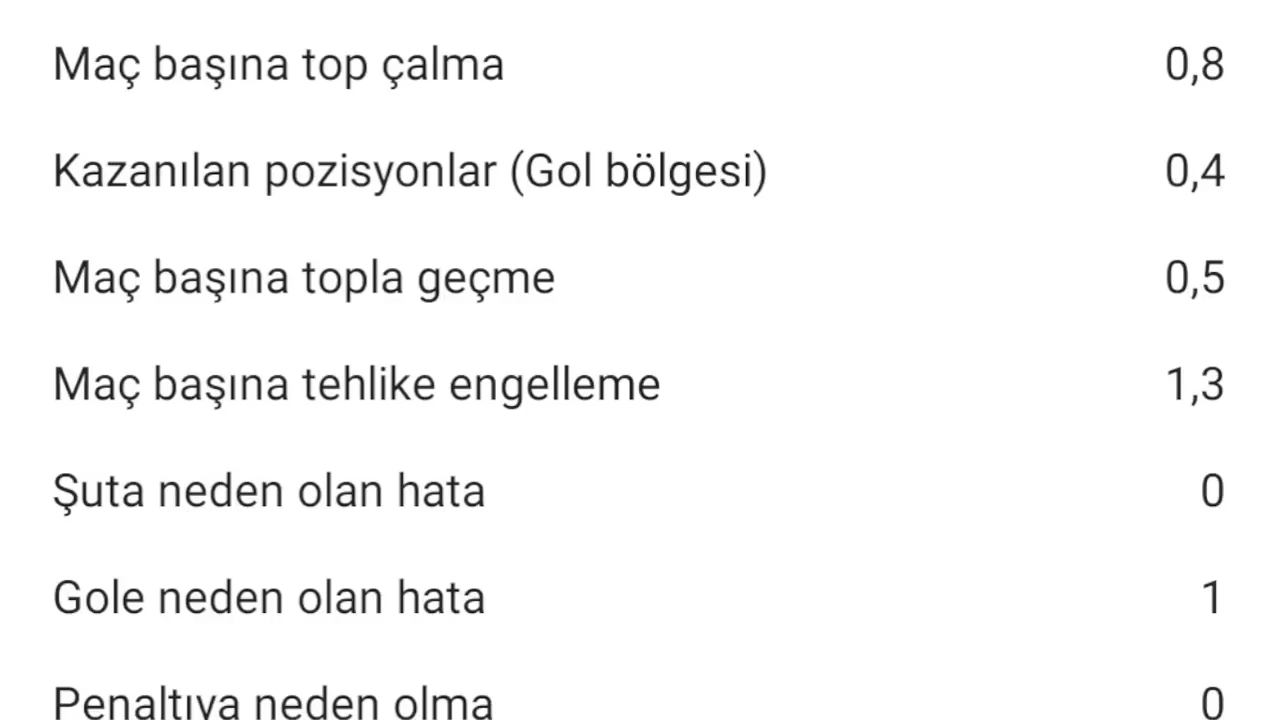 Maç başına top çalma 0,8
Kazanılan pozisyonlar (Gol bölgesi) 0,4
Maç başına topla geçme 0,5
Maç başına tehlike engelleme 1,3
Şuta neden olan hata 0
Gole neden olan hata 1
Penaltıya neden olma 0